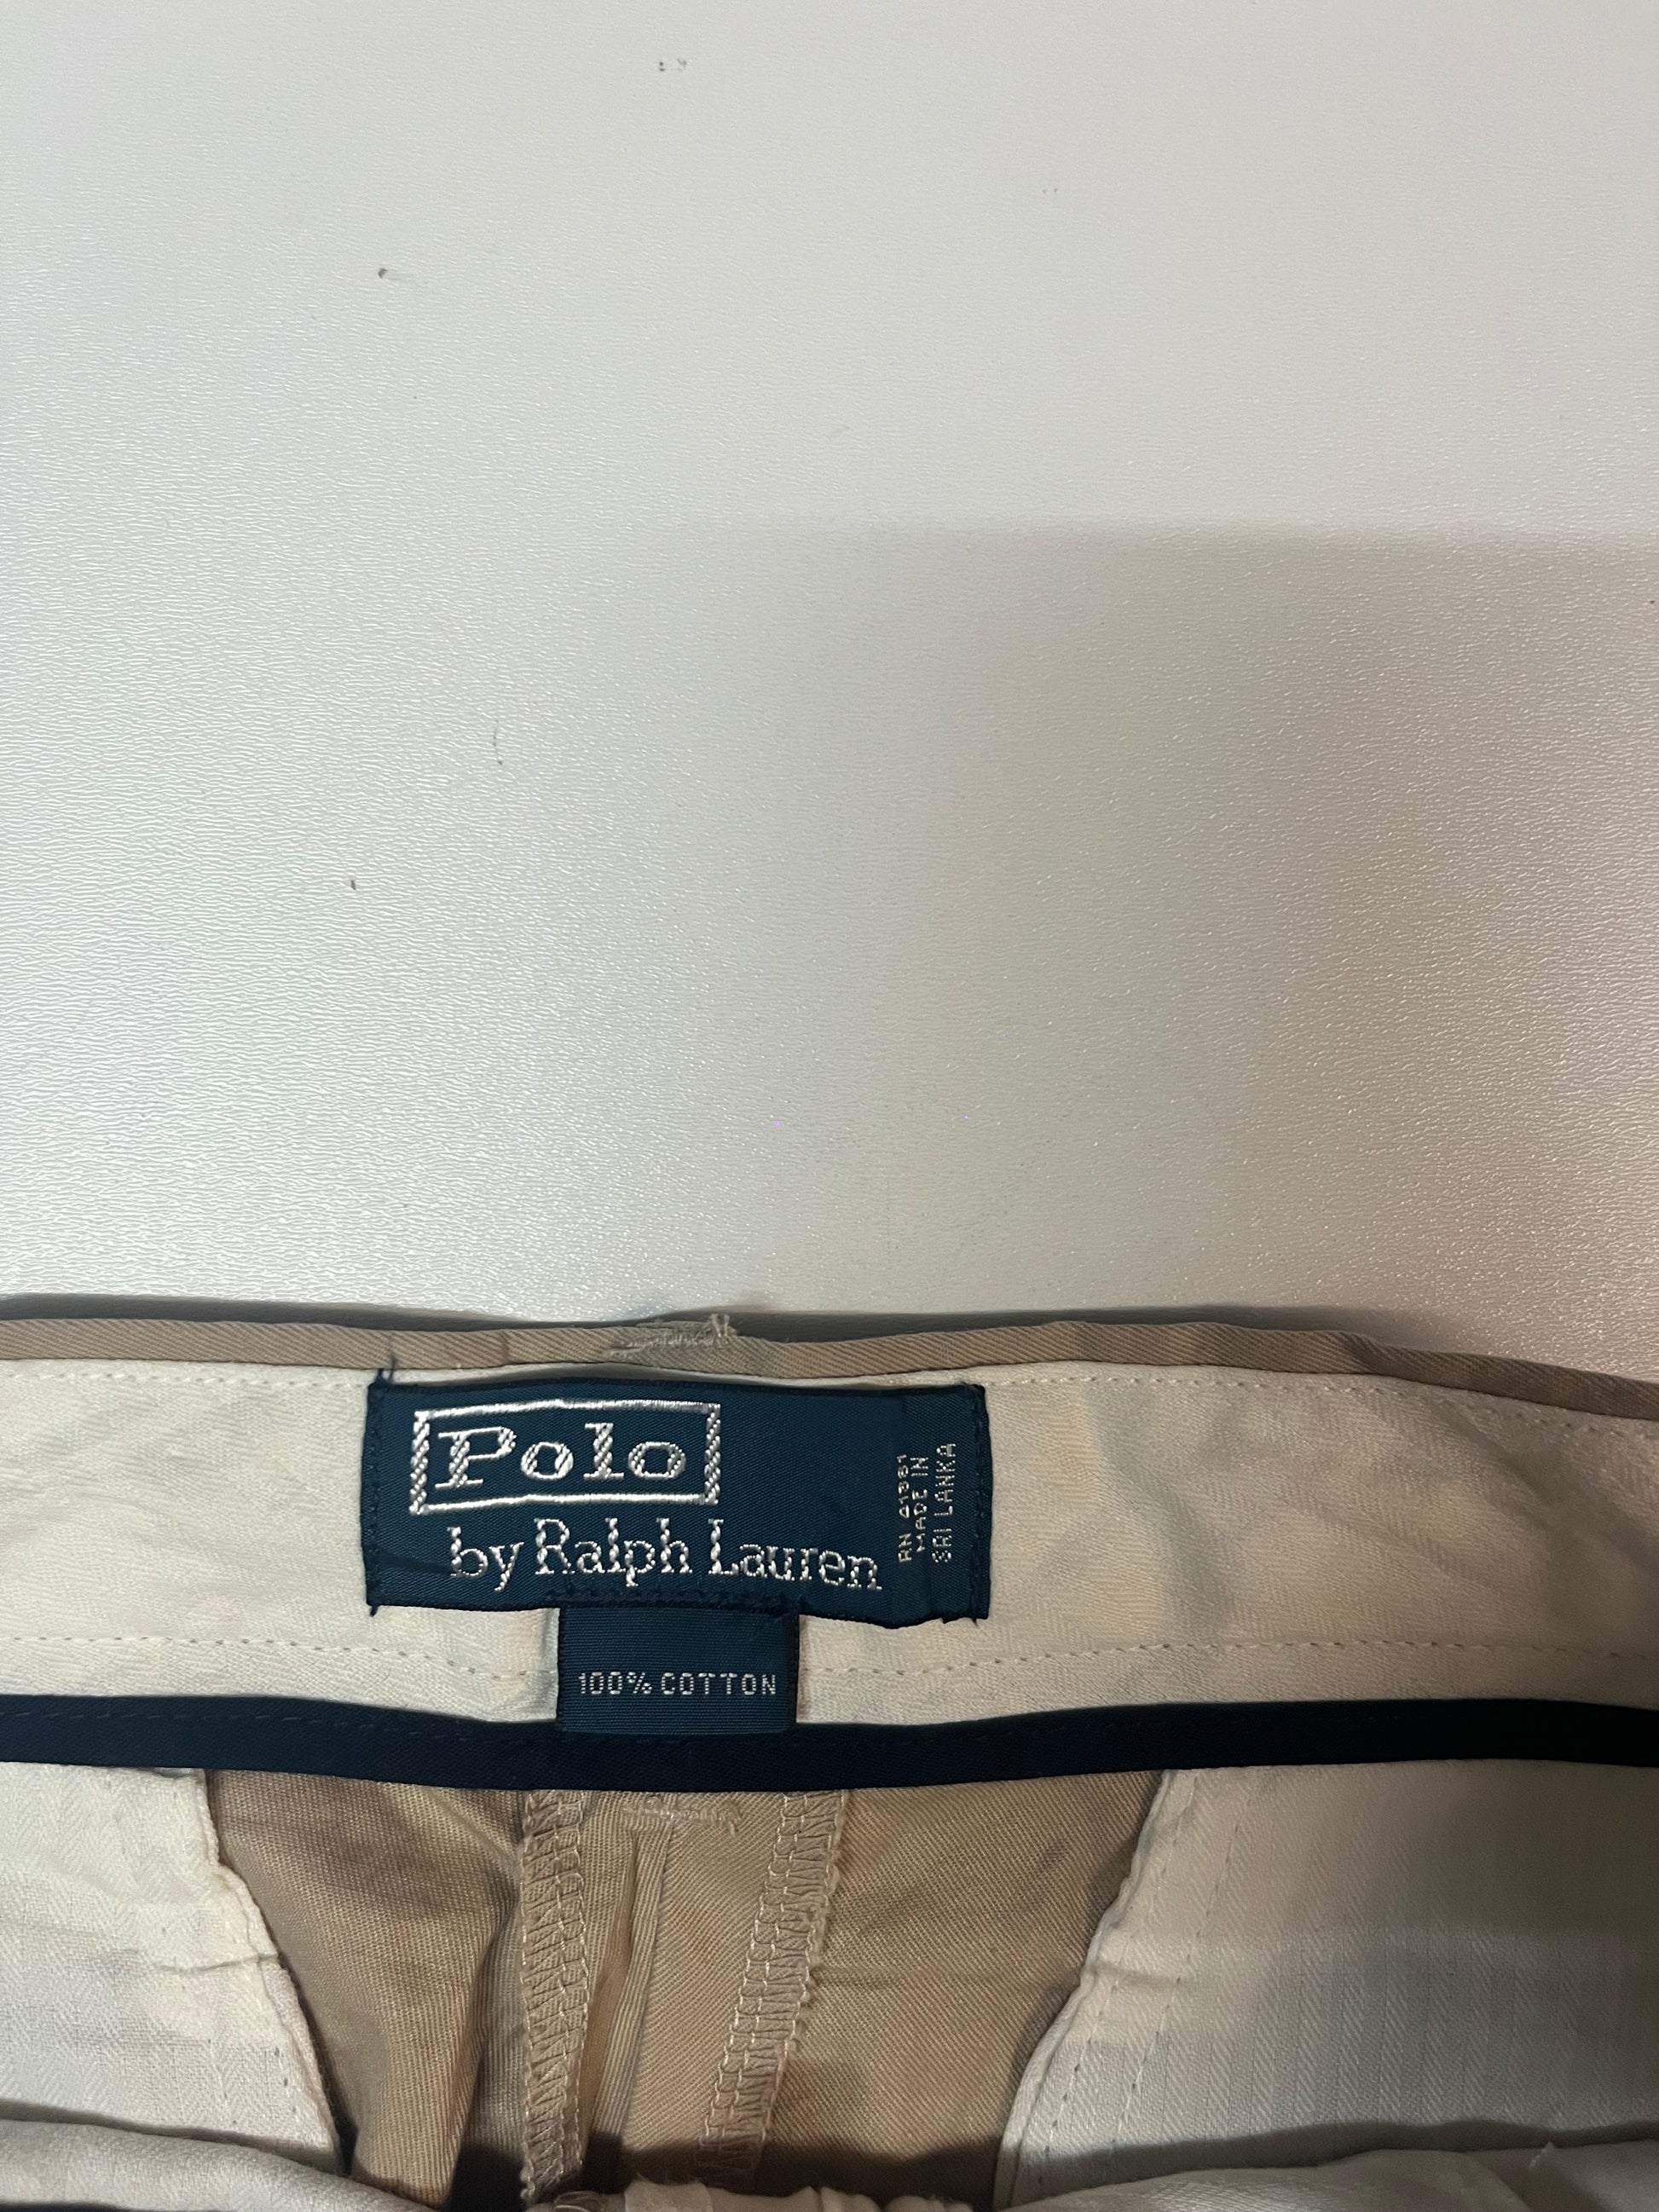 Polo
by Ralph Lauren
RN 41381
MADE IN
SRI LANKA
100% COTTON